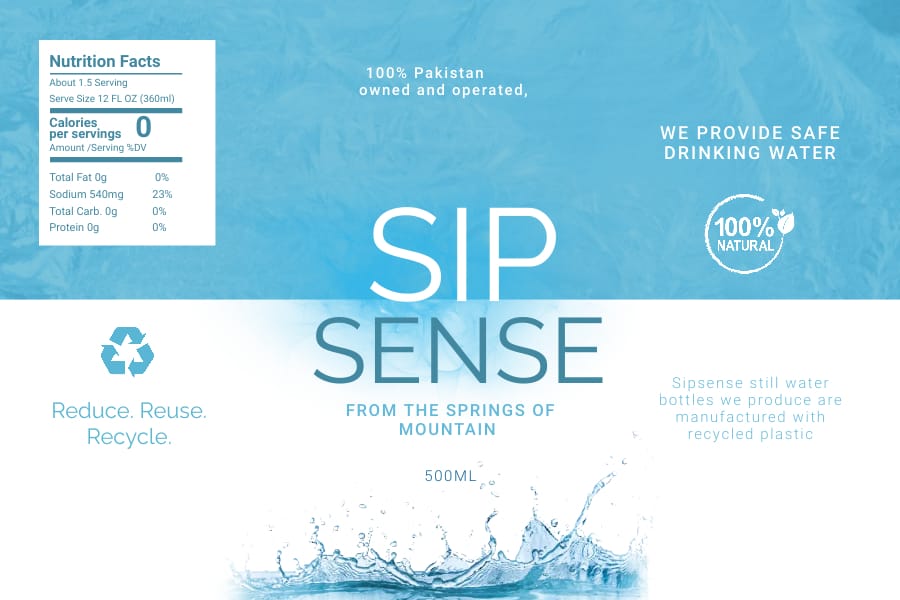 Nutrition Facts
About 1.5 Serving
Serve Size 12 FL OZ (360ml)
Calories
per servings 0
Amount /Serving %DV
Total Fat 0g 0%
Sodium 540mg 23%
Total Carb. 0g 0%
Protein 0g 0%
100% Pakistan
owned and operated,
WE PROVIDE SAFE
DRINKING WATER
100%
NATURAL
SIP
SENSE
FROM THE SPRINGS OF
MOUNTAIN
500ML
Reduce. Reuse.
Recycle.
Sipsense still water
bottles we produce are
manufactured with
recycled plastic